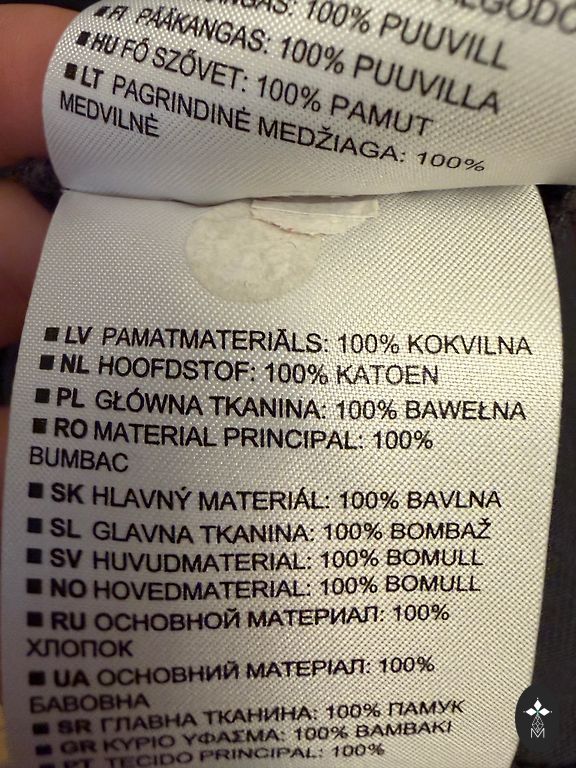 100% PUUVILL
■ FI PÄÄKANGAS: 100% PUUVILLA
■ HU FŐ SZÖVET: 100% PAMUT
■ LT PAGRINDINĖ MEDŽIAGA: 100%
MEDVILNĖ
■ LV PAMATMATERIĀLS: 100% KOKVILNA
■ NL HOOFDSTOF: 100% KATOEN
■ PL GŁÓWNA TKANINA: 100% BAWEŁNA
■ RO MATERIAL PRINCIPAL: 100%
BUMBAC
■ SK HLAVNÝ MATERIÁL: 100% BAVLNA
■ SL GLAVNA TKANINA: 100% BOMBAŽ
■ SV HUVUDMATERIAL: 100% BOMULL
■ NO HOVEDMATERIAL: 100% BOMULL
■ RU ОСНОВНОЙ МАТЕРИАЛ: 100%
ХЛОПОК
■ UA ОСНОВНИЙ МАТЕРІАЛ: 100%
БАВОВНА
■ SR ГЛАВНА ТКАНИНА: 100% ПАМУК
■ GR ΚΥΡΙΟ ΥΦΑΣΜΑ: 100% ΒΑΜΒΑΚΙ
■ PT TECIDO PRINCIPAL: 100%